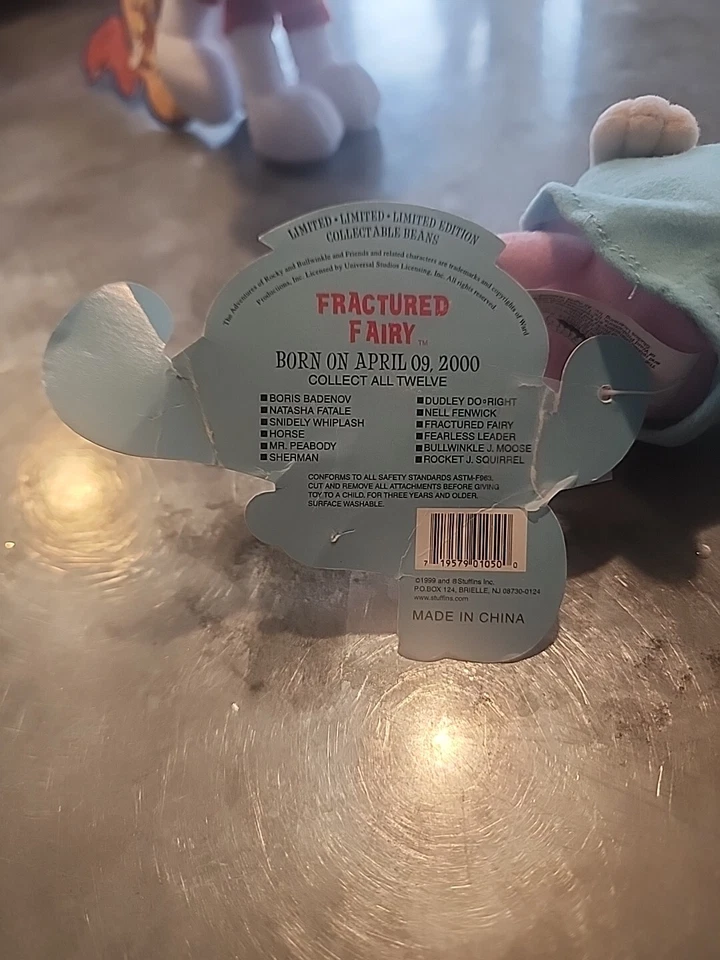 LIMITED • LIMITED • LIMITED EDITION
COLLECTABLE BEANS
The Adventures of Rocky and Bullwinkle and Friends and related characters are trademarks and copyrights of Ward
Productions, Inc. Licensed by Universal Studios Licensing, Inc. All rights reserved
FRACTURED
FAIRY TM
BORN ON APRIL 09, 2000
COLLECT ALL TWELVE
■ BORIS BADENOV
■ NATASHA FATALE
■ SNIDELY WHIPLASH
■ HORSE
■ MR. PEABODY
■ SHERMAN
■ DUDLEY DO•RIGHT
■ NELL FENWICK
■ FRACTURED FAIRY
■ FEARLESS LEADER
■ BULLWINKLE J. MOOSE
■ ROCKET J. SQUIRREL
CONFORMS TO ALL SAFETY STANDARDS ASTM-F963.
CUT AND REMOVE ALL ATTACHMENTS BEFORE GIVING
TOY TO A CHILD. FOR THREE YEARS AND OLDER.
SURFACE WASHABLE.
7 19579 01050 0
©1999 and ®Stuffins Inc.
P.O.BOX 124, BRIELLE, NJ 08730-0124
www.stuffins.com
MADE IN CHINA